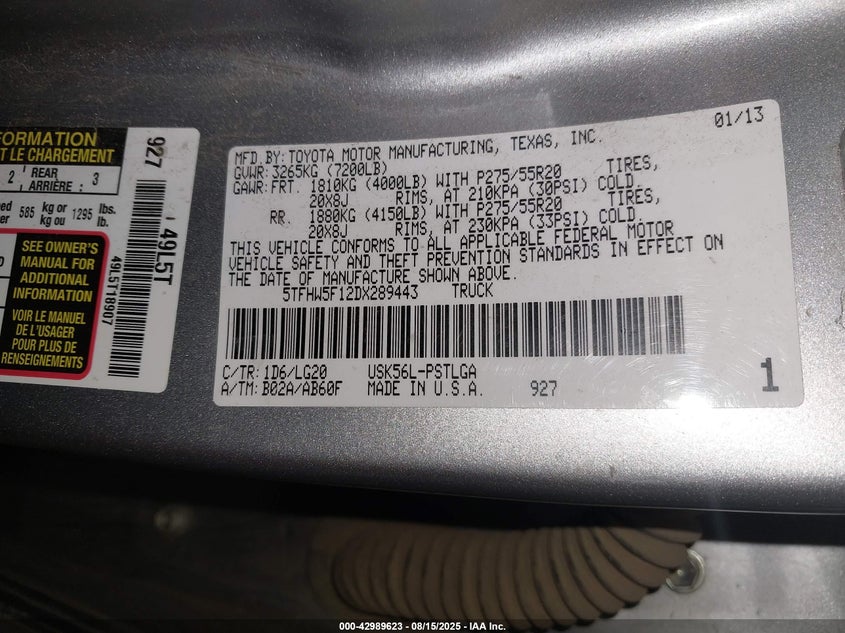 FORMATION
T LE CHARGEMENT
2 REAR ARRIÈRE : 3
585 kg or kg ou 1295 lbs. lb.
SEE OWNER'S
MANUAL FOR
ADDITIONAL
INFORMATION
VOIR LE MANUEL
DE L'USAGER
POUR PLUS DE
RENSEIGNEMENTS
927
49L5T
49L5T18907
01/13
MFD. BY: TOYOTA MOTOR MANUFACTURING, TEXAS, INC.
GVWR: 3265KG (7200LB)
GAWR: FRT. 1810KG (4000LB) WITH P275/55R20 TIRES,
20X8J RIMS, AT 210KPA (30PSI) COLD,
RR. 1880KG (4150LB) WITH P275/55R20 TIRES,
20X8J RIMS, AT 230KPA (33PSI) COLD.
THIS VEHICLE CONFORMS TO ALL APPLICABLE FEDERAL MOTOR
VEHICLE SAFETY AND THEFT PREVENTION STANDARDS IN EFFECT ON
THE DATE OF MANUFACTURE SHOWN ABOVE.
5TFHW5F12DX289443 TRUCK
C/TR: 1D6/LG20 USK56L-PSTLGA
A/TM: B02A/AB60F MADE IN U.S.A. 927
1
000-42989623 - 08/15/2025 - IAA Inc.